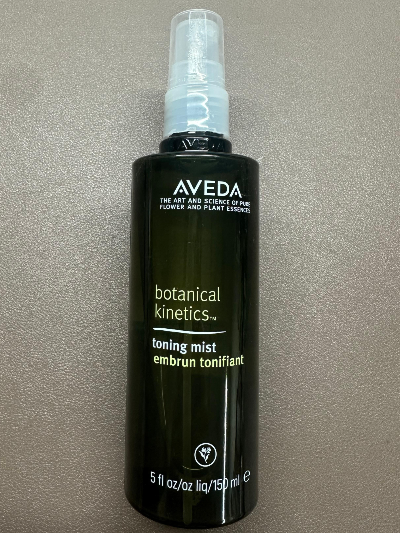 AVEDA
THE ART AND SCIENCE OF PURE
FLOWER AND PLANT ESSENCES
botanical
kinetics™
toning mist
embrun tonifiant
5 fl oz/oz liq/150 ml ℮